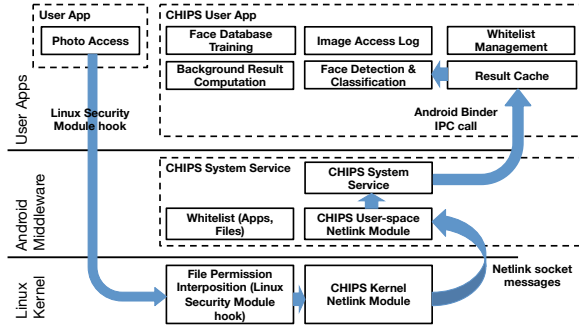 User App
Photo Access
CHIPS User App
Face Database
Training
Image Access Log
Whitelist
Management
Background Result
Computation
Face Detection &
Classification
Result Cache
User Apps
Linux Security
Module hook
Android Binder
IPC call
Android
Middleware
CHIPS System Service
CHIPS System
Service
Whitelist (Apps,
Files)
CHIPS User-space
Netlink Module
Linux
Kernel
File Permission
Interposition (Linux
Security Module
hook)
CHIPS Kernel
Netlink Module
Netlink socket
messages